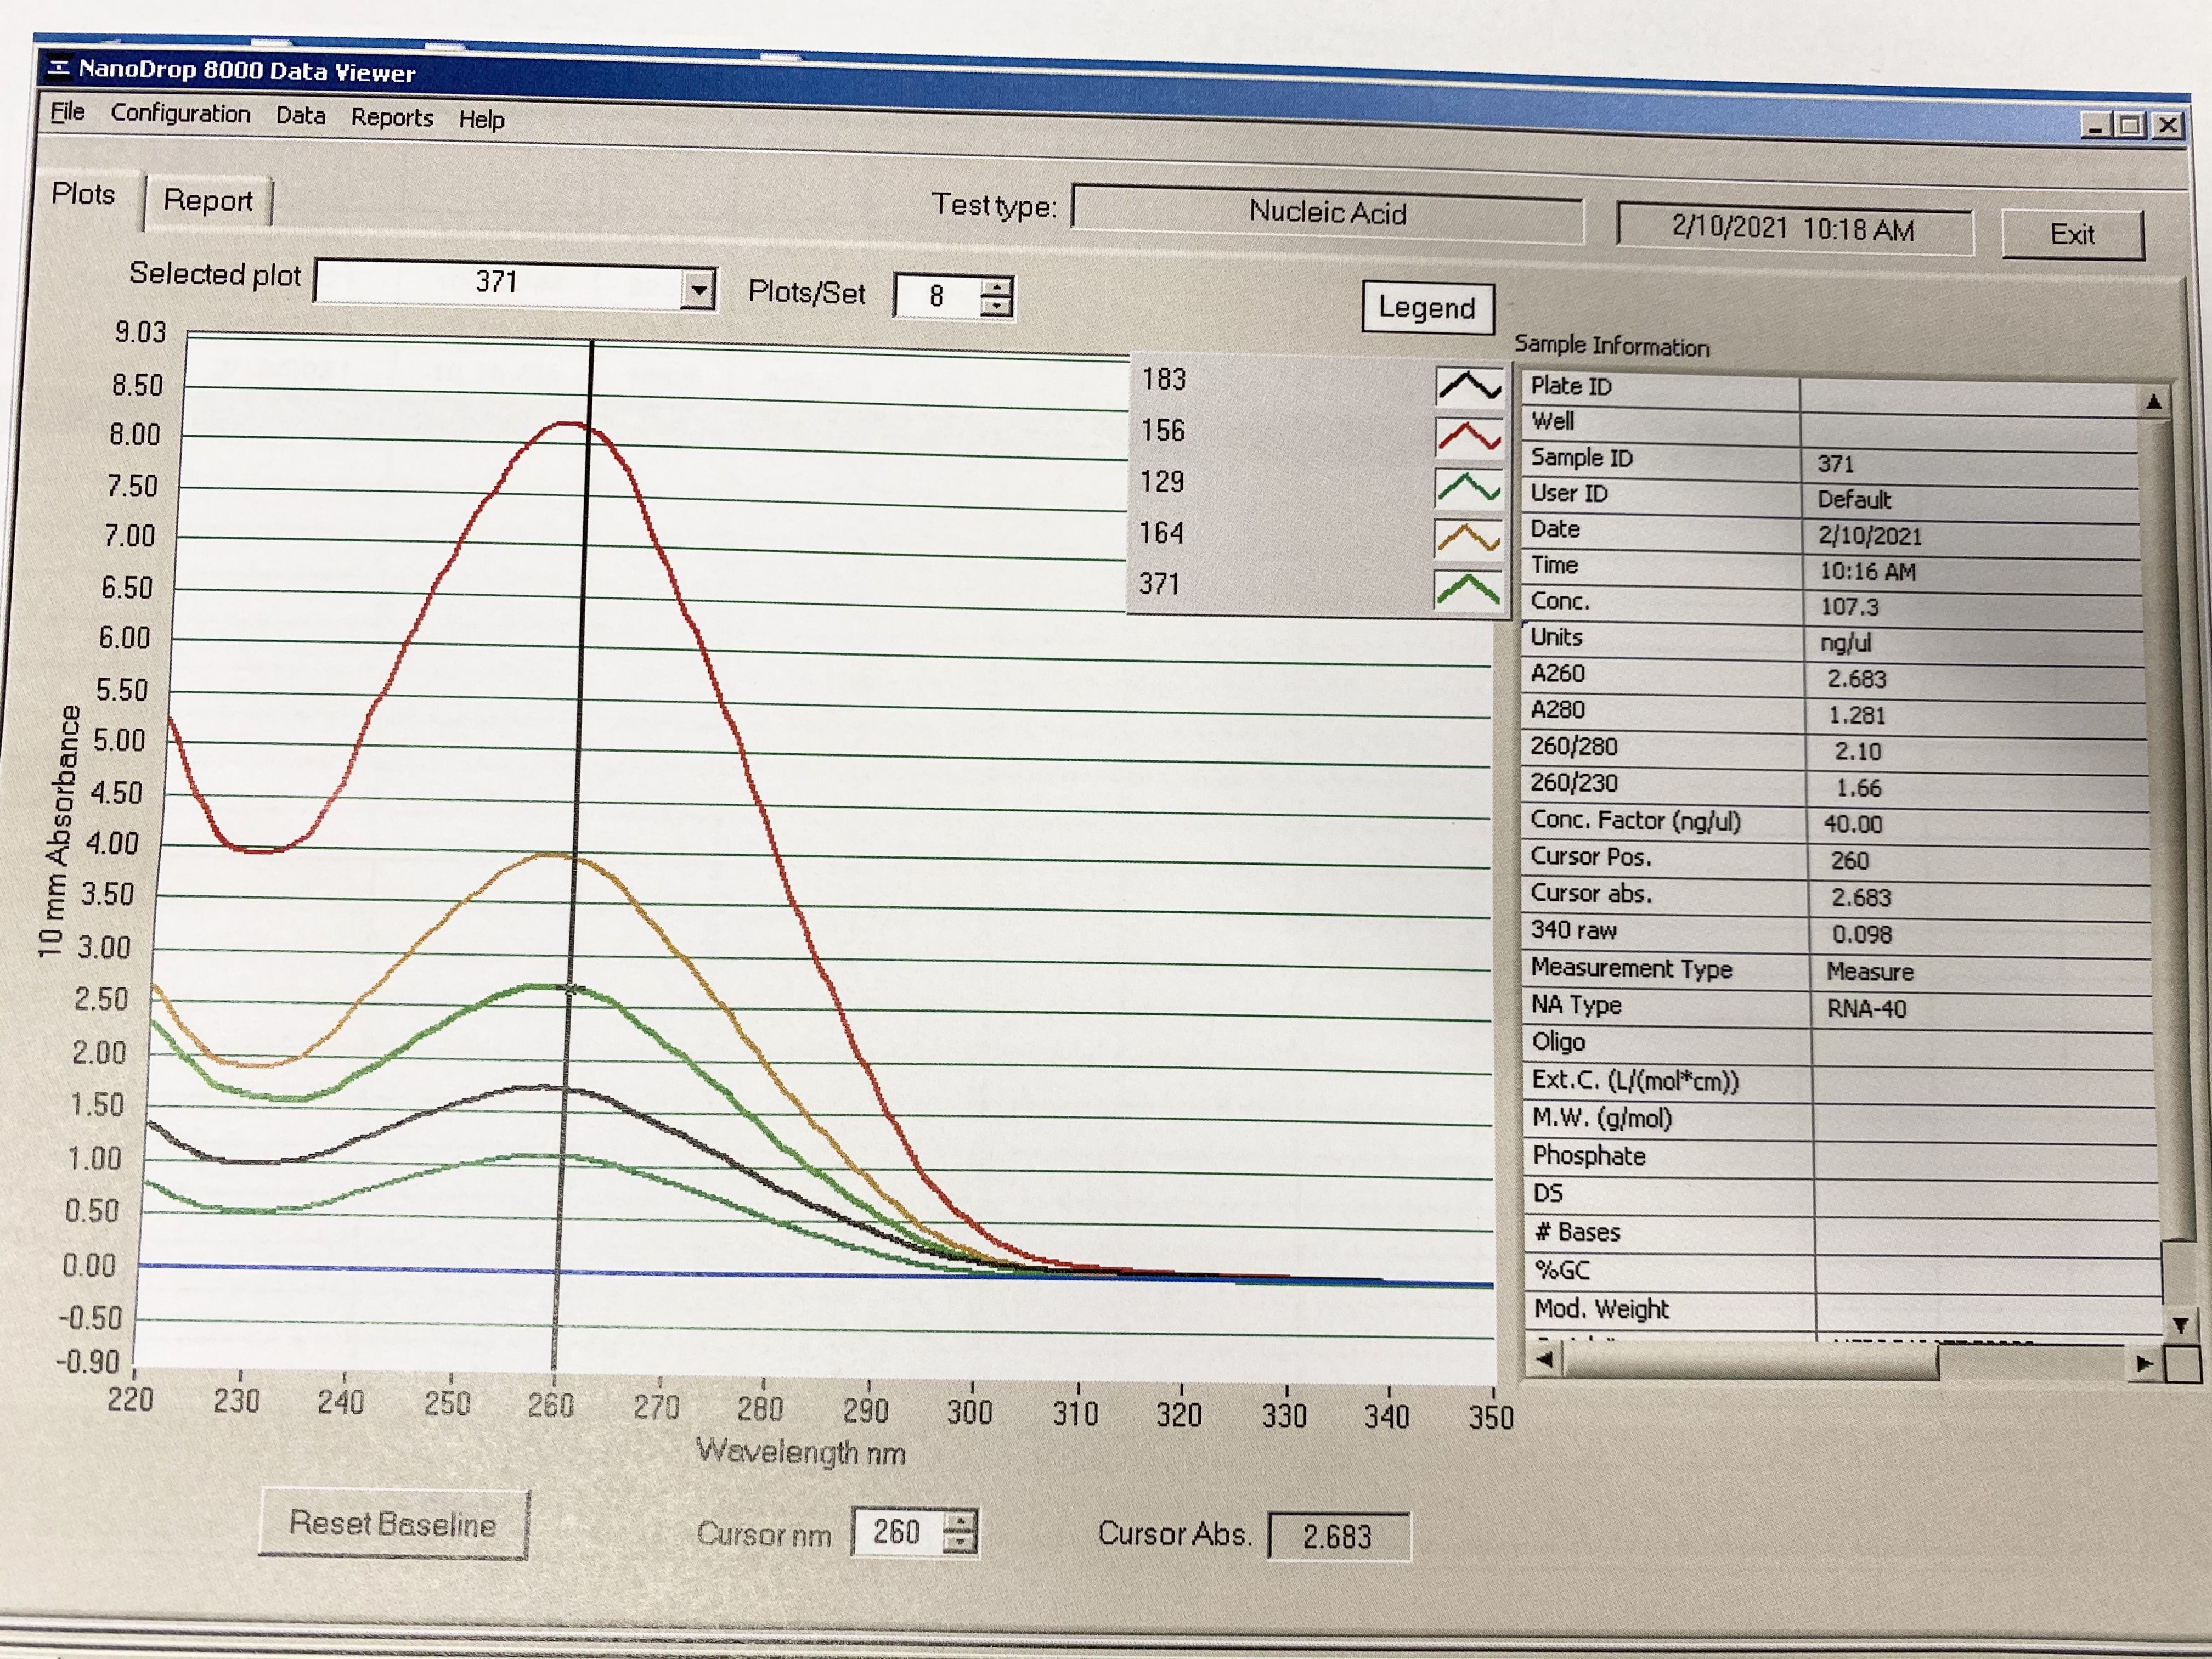 NanoDrop 8000 Data Viewer
File Configuration Data Reports Help
Plots Report
Test type: Nucleic Acid 2/10/2021 10:18 AM Exit
Selected plot 371 Plots/Set 8 Legend
9.03
8.50
8.00
7.50
7.00
6.50
6.00
5.50
5.00
4.50
4.00
3.50
3.00
2.50
2.00
1.50
1.00
0.50
0.00
-0.50
-0.90
10 mm Absorbance
220 230 240 250 260 270 280 290 300 310 320 330 340 350
Wavelength nm
183
156
129
164
371
Sample Information
Plate ID
Well
Sample ID 371
User ID Default
Date 2/10/2021
Time 10:16 AM
Conc. 107.3
Units ng/ul
A260 2.683
A280 1.281
260/280 2.10
260/230 1.66
Conc. Factor (ng/ul) 40.00
Cursor Pos. 260
Cursor abs. 2.683
340 raw 0.098
Measurement Type Measure
NA Type RNA-40
Oligo
Ext.C. (L/(mol*cm))
M.W. (g/mol)
Phosphate
DS
# Bases
%GC
Mod. Weight
Reset Baseline Cursor nm 260 Cursor Abs. 2.683